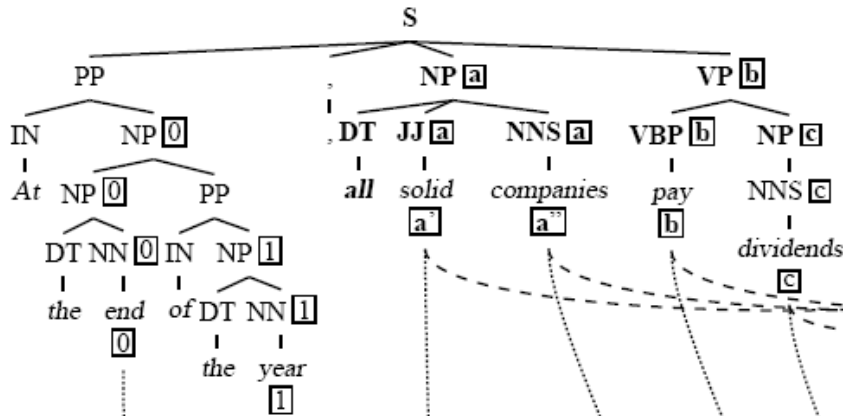 S
PP , NP a VP b
IN NP 0 , DT JJ a NNS a VBP b NP c
At NP 0 PP all solid companies pay NNS c
a' a'' b
DT NN 0 IN NP 1 dividends
c
the end of DT NN 1
0
the year
1